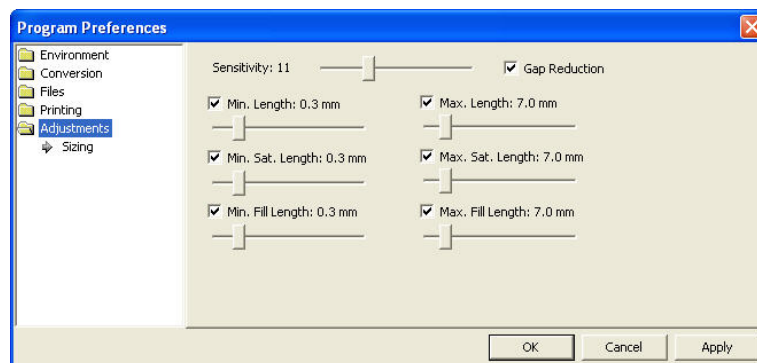 Program Preferences
Environment
Conversion
Files
Printing
Adjustments
Sizing
Sensitivity: 11
Gap Reduction
Min. Length: 0.3 mm
Max. Length: 7.0 mm
Min. Sat. Length: 0.3 mm
Max. Sat. Length: 7.0 mm
Min. Fill Length: 0.3 mm
Max. Fill Length: 7.0 mm
OK
Cancel
Apply